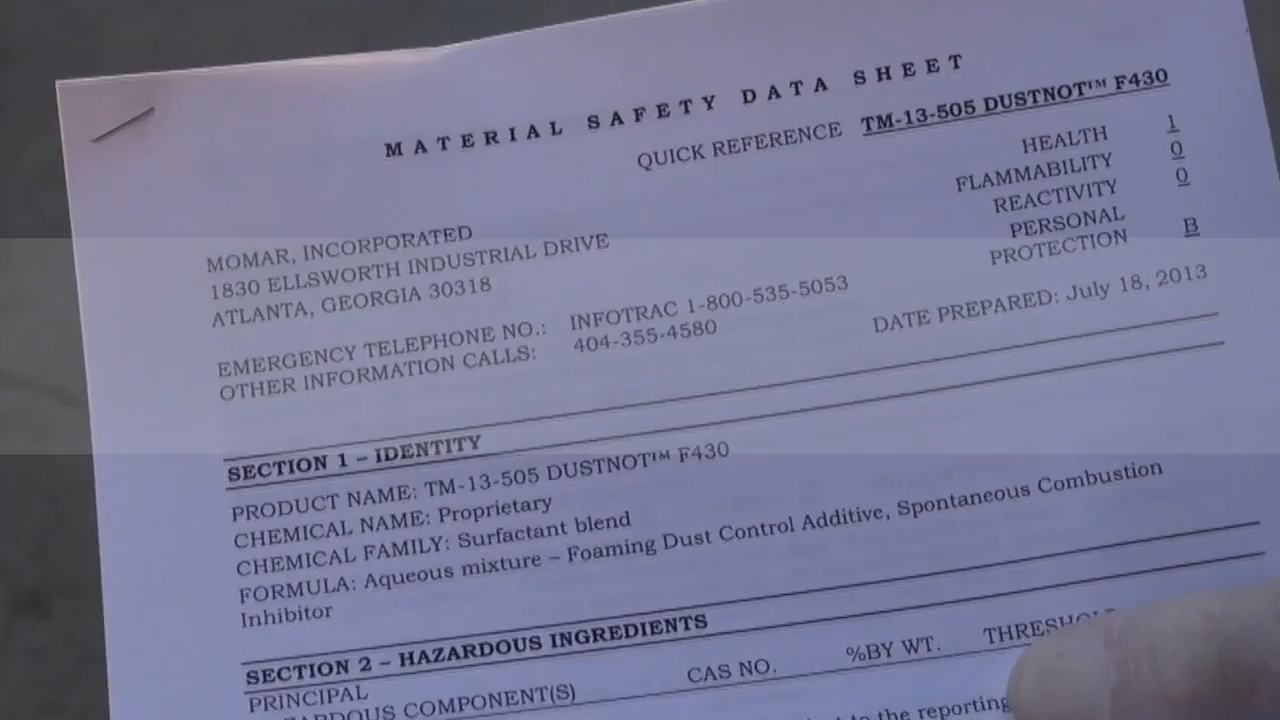 MATERIAL SAFETY DATA SHEET
QUICK REFERENCE TM-13-505 DUSTNOT™ F430
HEALTH 1
FLAMMABILITY 0
REACTIVITY 0
PERSONAL
PROTECTION B
MOMAR, INCORPORATED
1830 ELLSWORTH INDUSTRIAL DRIVE
ATLANTA, GEORGIA 30318
EMERGENCY TELEPHONE NO.: INFOTRAC 1-800-535-5053
OTHER INFORMATION CALLS: 404-355-4580
DATE PREPARED: July 18, 2013
SECTION 1 – IDENTITY
PRODUCT NAME: TM-13-505 DUSTNOT™ F430
CHEMICAL NAME: Proprietary
CHEMICAL FAMILY: Surfactant blend
FORMULA: Aqueous mixture – Foaming Dust Control Additive, Spontaneous Combustion
Inhibitor
SECTION 2 – HAZARDOUS INGREDIENTS
PRINCIPAL
COMPONENT(S) CAS NO. %BY WT.
to the reporting